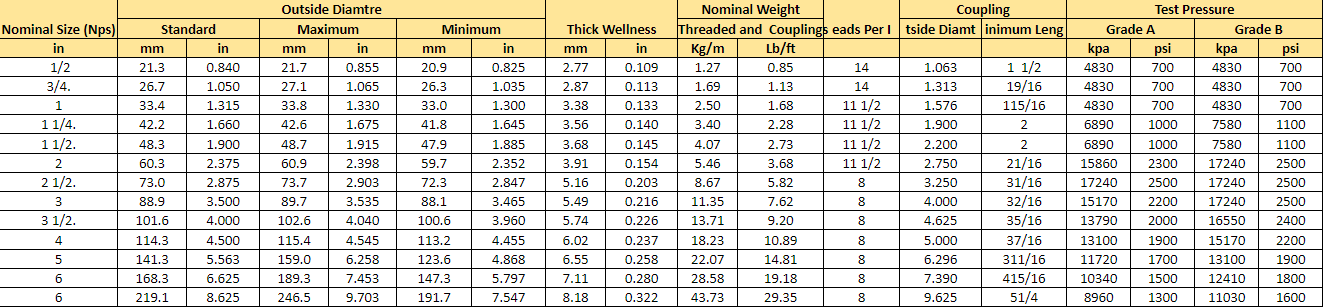 Outside Diamtre Nominal Weight Coupling Test Pressure
Nominal Size (Nps) Standard Maximum Minimum Thick Wellness Threaded and Couplings eads Per I tside Diamt inimum Leng Grade A Grade B
in mm in mm in mm in mm in Kg/m Lb/ft kpa psi kpa psi
1/2 21.3 0.840 21.7 0.855 20.9 0.825 2.77 0.109 1.27 0.85 14 1.063 1 1/2 4830 700 4830 700
3/4. 26.7 1.050 27.1 1.065 26.3 1.035 2.87 0.113 1.69 1.13 14 1.313 19/16 4830 700 4830 700
1 33.4 1.315 33.8 1.330 33.0 1.300 3.38 0.133 2.50 1.68 11 1/2 1.576 115/16 4830 700 4830 700
1 1/4. 42.2 1.660 42.6 1.675 41.8 1.645 3.56 0.140 3.40 2.28 11 1/2 1.900 2 6890 1000 7580 1100
1 1/2. 48.3 1.900 48.7 1.915 47.9 1.885 3.68 0.145 4.07 2.73 11 1/2 2.200 2 6890 1000 7580 1100
2 60.3 2.375 60.9 2.398 59.7 2.352 3.91 0.154 5.46 3.68 11 1/2 2.750 21/16 15860 2300 17240 2500
2 1/2. 73.0 2.875 73.7 2.903 72.3 2.847 5.16 0.203 8.67 5.82 8 3.250 31/16 17240 2500 17240 2500
3 88.9 3.500 89.7 3.535 88.1 3.465 5.49 0.216 11.35 7.62 8 4.000 32/16 15170 2200 17240 2500
3 1/2. 101.6 4.000 102.6 4.040 100.6 3.960 5.74 0.226 13.71 9.20 8 4.625 35/16 13790 2000 16550 2400
4 114.3 4.500 115.4 4.545 113.2 4.455 6.02 0.237 18.23 10.89 8 5.000 37/16 13100 1900 15170 2200
5 141.3 5.563 159.0 6.258 123.6 4.868 6.55 0.258 22.07 14.81 8 6.296 311/16 11720 1700 13100 1900
6 168.3 6.625 189.3 7.453 147.3 5.797 7.11 0.280 28.58 19.18 8 7.390 415/16 10340 1500 12410 1800
6 219.1 8.625 246.5 9.703 191.7 7.547 8.18 0.322 43.73 29.35 8 9.625 51/4 8960 1300 11030 1600